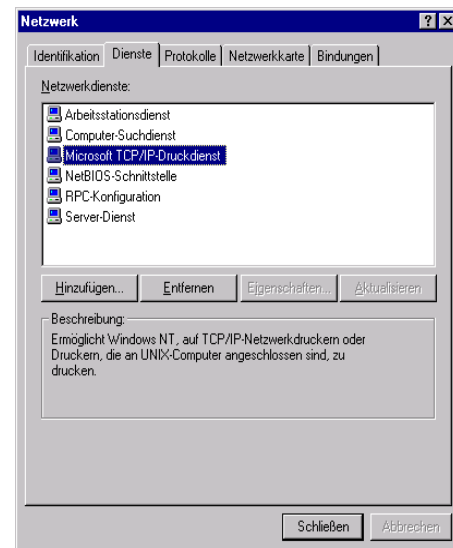 Netzwerk
Identifikation Dienste Protokolle Netzwerkkarte Bindungen
Netzwerkdienste:
Arbeitsstationsdienst
Computer-Suchdienst
Microsoft TCP/IP-Druckdienst
NetBIOS-Schnittstelle
RPC-Konfiguration
Server-Dienst
Hinzufügen... Entfernen Eigenschaften... Aktualisieren
Beschreibung:
Ermöglicht Windows NT, auf TCP/IP-Netzwerkdruckern oder
Druckern, die an UNIX-Computer angeschlossen sind, zu
drucken.
Schließen Abbrechen